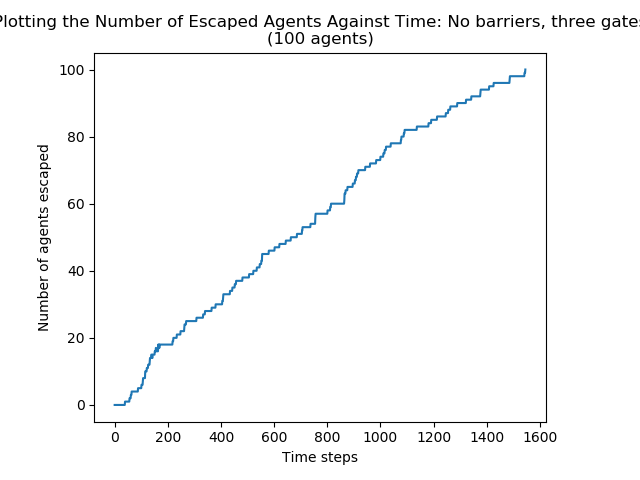 Plotting the Number of Escaped Agents Against Time: No barriers, three gates
(100 agents)
100
80
60
40
20
0
Number of agents escaped
0 200 400 600 800 1000 1200 1400 1600
Time steps